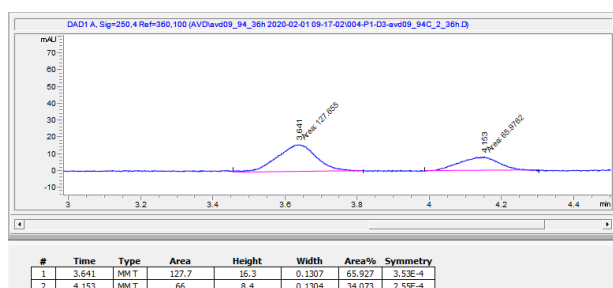 DAD1 A, Sig=250,4 Ref=360,100 (AVD\avd09_94_36h 2020-02-01 09-17-02\004-P1-D3-avd09_94C_2_36h.D)
mAU
70
60
50
40
30
20
10
0
-10
3.641
Area: 127.655
4.153
Area: 65.9762
3 3.2 3.4 3.6 3.8 4 4.2 4.4 min
# Time Type Area Height Width Area% Symmetry
1 3.641 MM T 127.7 16.3 0.1307 65.927 3.53E-4
2 4.153 MM T 66 8.4 0.1304 34.073 2.55E-4